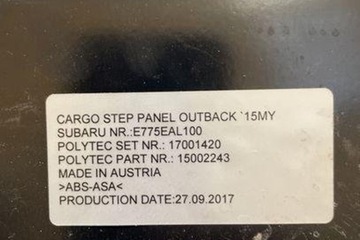 CARGO STEP PANEL OUTBACK `15MY
SUBARU NR.:E775EAL100
POLYTEC SET NR.: 17001420
POLYTEC PART NR.: 15002243
MADE IN AUSTRIA
>ABS-ASA<
PRODUCTION DATE:27.09.2017